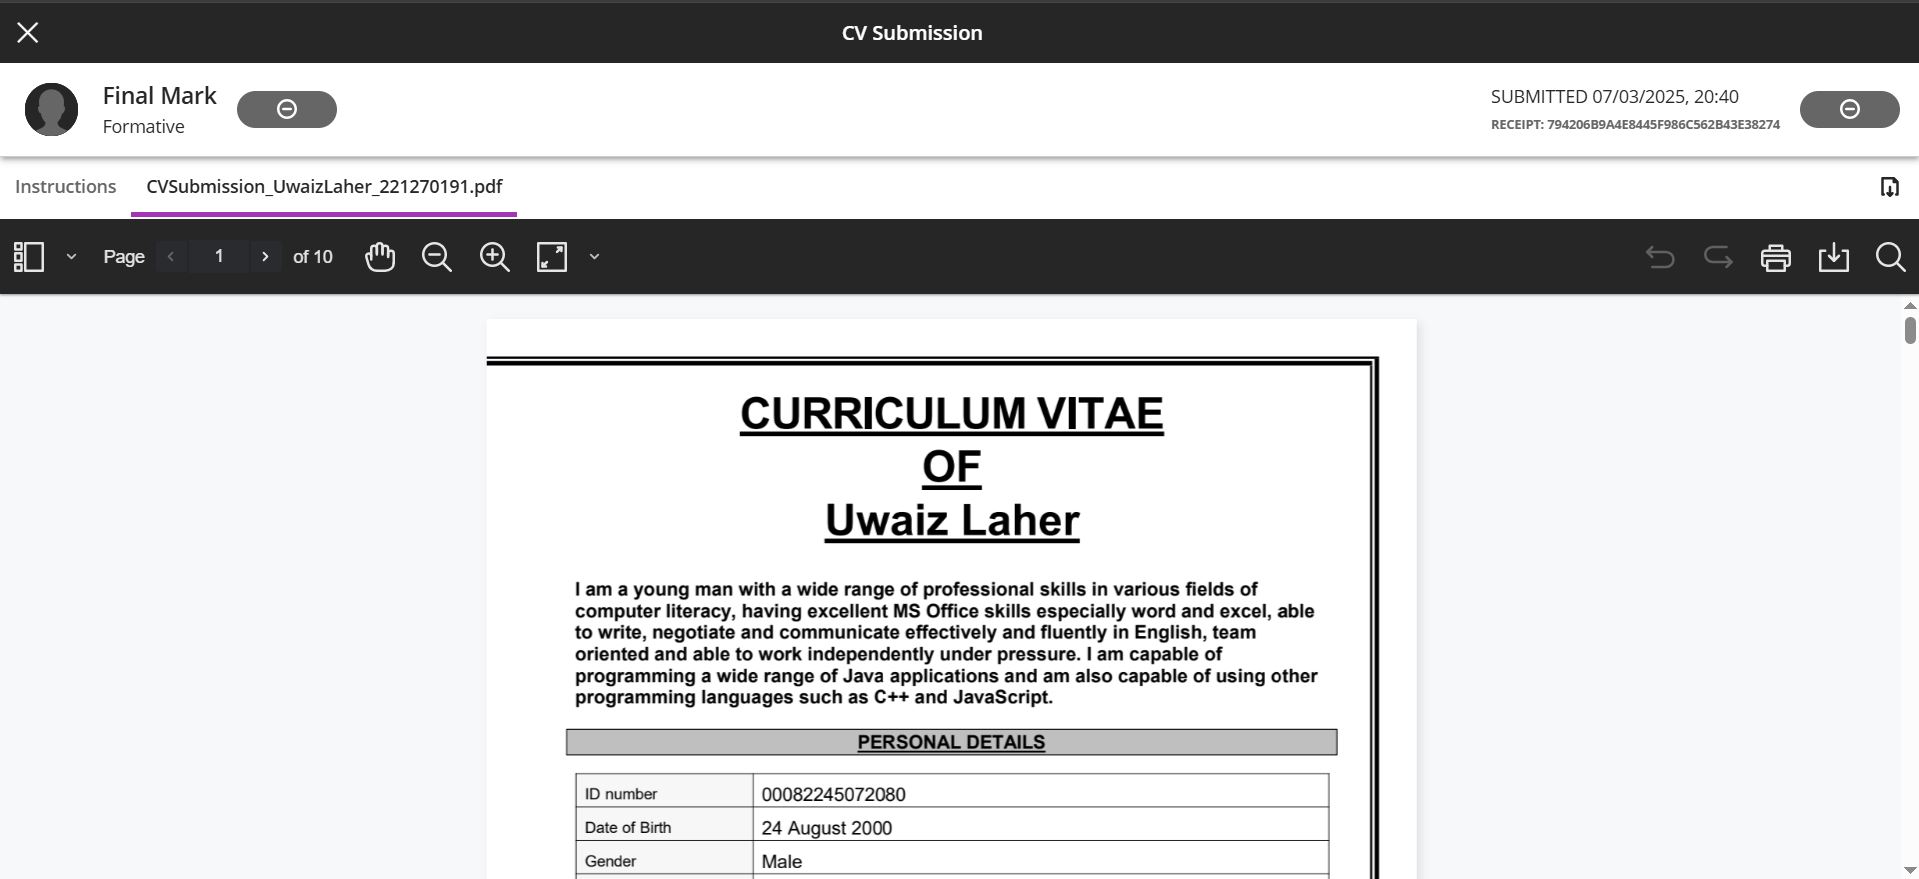 CV Submission
Final Mark
Formative
SUBMITTED 07/03/2025, 20:40
RECEIPT: 794206B9A4E8445F986C562B43E38274
Instructions
CVSubmission_UwaizLaher_221270191.pdf
Page 1 of 10
CURRICULUM VITAE
OF
Uwaiz Laher
I am a young man with a wide range of professional skills in various fields of
computer literacy, having excellent MS Office skills especially word and excel, able
to write, negotiate and communicate effectively and fluently in English, team
oriented and able to work independently under pressure. I am capable of
programming a wide range of Java applications and am also capable of using other
programming languages such as C++ and JavaScript.
PERSONAL DETAILS
ID number 00082245072080
Date of Birth 24 August 2000
Gender Male